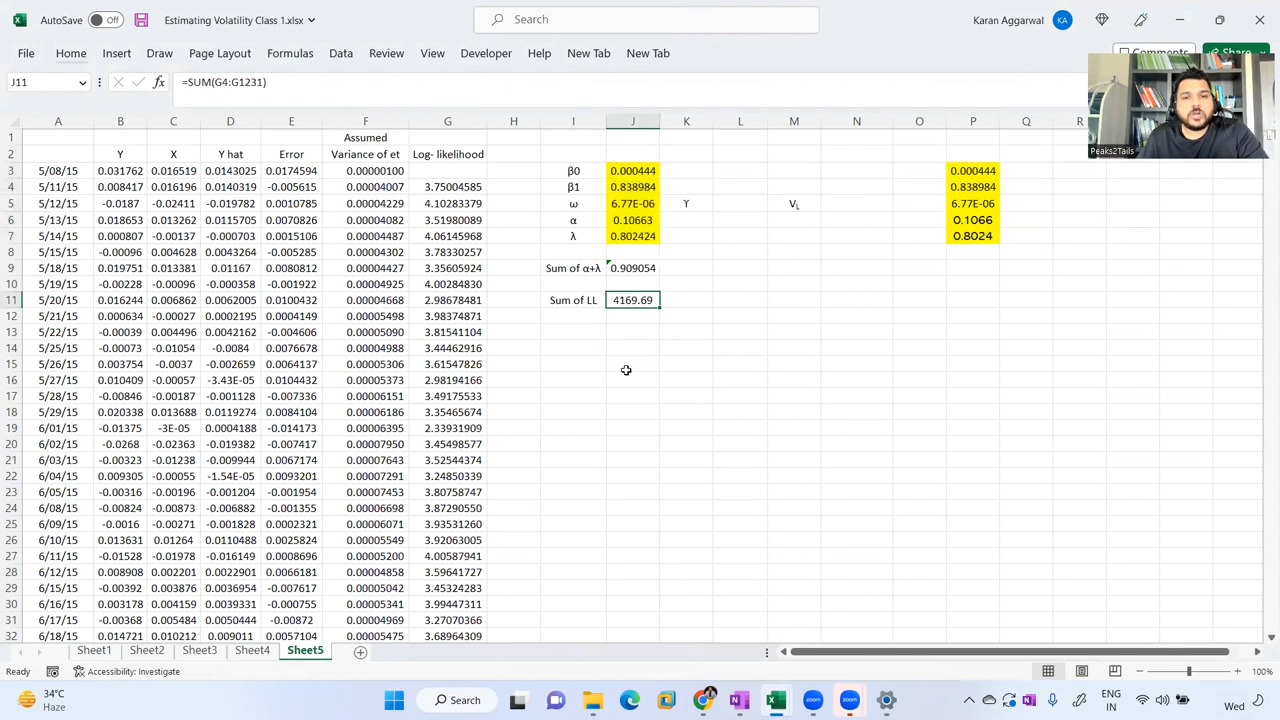 AutoSave Off Estimating Volatility Class 1.xlsx Search Karan Aggarwal KA
File Home Insert Draw Page Layout Formulas Data Review View Developer Help New Tab New Tab Comments Share
J11 fx =SUM(G4:G1231)
Peaks2Tails
A B C D E F G H I J K L M N O P Q R
1 Assumed
2 Y X Y hat Error Variance of et Log- likelihood
3 5/08/15 0.031762 0.016519 0.0143025 0.0174594 0.00000100 β0 0.000444 0.000444
4 5/11/15 0.008417 0.016196 0.0140319 -0.005615 0.00004007 3.75004585 β1 0.838984 0.838984
5 5/12/15 -0.0187 -0.02411 -0.019782 0.0010785 0.00004229 4.10283379 ω 6.77E-06 ϒ VL 6.77E-06
6 5/13/15 0.018653 0.013262 0.0115705 0.0070826 0.00004082 3.51980089 α 0.10663 0.1066
7 5/14/15 0.000807 -0.00137 -0.000703 0.0015106 0.00004487 4.06145968 λ 0.802424 0.8024
8 5/15/15 -0.00096 0.004628 0.0043264 -0.005285 0.00004302 3.78330257
9 5/18/15 0.019751 0.013381 0.01167 0.0080812 0.00004427 3.35605924 Sum of α+λ 0.909054
10 5/19/15 -0.00228 -0.00096 -0.000358 -0.001922 0.00004925 4.00284830
11 5/20/15 0.016244 0.006862 0.0062005 0.0100432 0.00004668 2.98678481 Sum of LL 4169.69
12 5/21/15 0.000634 -0.00027 0.0002195 0.0004149 0.00005498 3.98374871
13 5/22/15 -0.00039 0.004496 0.0042162 -0.004606 0.00005090 3.81541104
14 5/25/15 -0.00073 -0.01054 -0.0084 0.0076678 0.00004988 3.44462916
15 5/26/15 0.003754 -0.0037 -0.002659 0.0064137 0.00005306 3.61547826
16 5/27/15 0.010409 -0.00057 -3.43E-05 0.0104432 0.00005373 2.98194166
17 5/28/15 -0.00846 -0.00187 -0.001128 -0.007336 0.00006151 3.49175533
18 5/29/15 0.020338 0.013688 0.0119274 0.0084104 0.00006186 3.35465674
19 6/01/15 -0.01375 -3E-05 0.0004188 -0.014173 0.00006395 2.33931909
20 6/02/15 -0.0268 -0.02363 -0.019382 -0.007417 0.00007950 3.45498577
21 6/03/15 -0.00323 -0.01238 -0.009944 0.0067174 0.00007643 3.52544374
22 6/04/15 0.009305 -0.00055 -1.54E-05 0.0093201 0.00007291 3.24850339
23 6/05/15 -0.00316 -0.00196 -0.001204 -0.001954 0.00007453 3.80758747
24 6/08/15 -0.00824 -0.00873 -0.006882 -0.001355 0.00006698 3.87290550
25 6/09/15 -0.0016 -0.00271 -0.001828 0.0002321 0.00006071 3.93531260
26 6/10/15 0.013631 0.01264 0.0110488 0.0025824 0.00005549 3.92063005
27 6/11/15 -0.01528 -0.01978 -0.016149 0.0008696 0.00005200 4.00587941
28 6/12/15 0.008908 0.002201 0.0022901 0.0066181 0.00004858 3.59641727
29 6/15/15 -0.00392 0.003876 0.0036954 -0.007617 0.00005042 3.45324283
30 6/16/15 0.003178 0.004159 0.0039331 -0.000755 0.00005341 3.99447311
31 6/17/15 -0.00368 0.005484 0.0050444 -0.00872 0.00004969 3.27070366
32 6/18/15 0.014721 0.010212 0.009011 0.0057104 0.00005475 3.68964309
Sheet1 Sheet2 Sheet3 Sheet4 Sheet5
Ready Accessibility: Investigate 100%
34°C
Haze
Search
ENG
IN
Wed